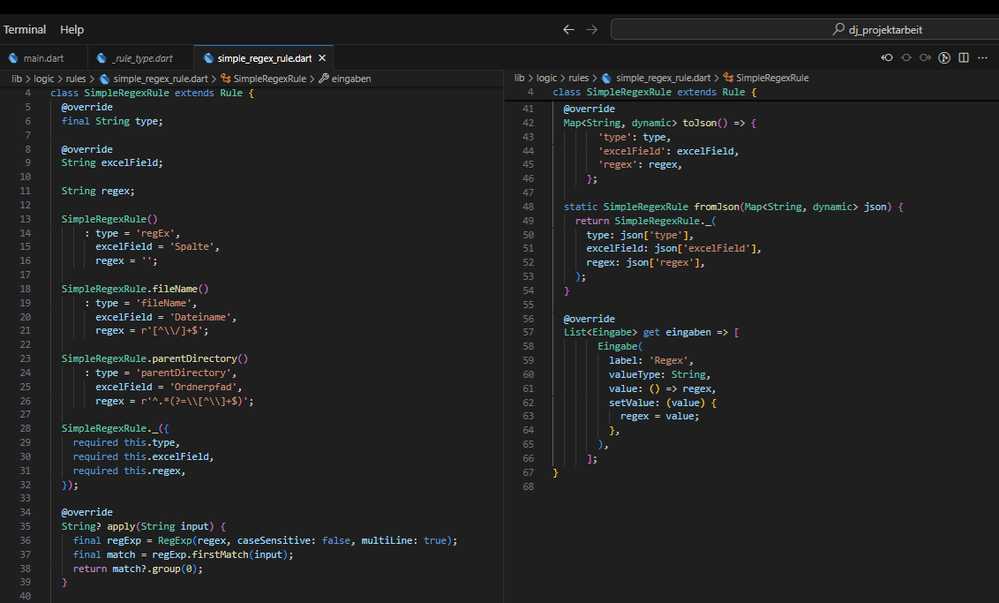 Terminal Help
dj_projektarbeit
main.dart _rule_type.dart simple_regex_rule.dart
lib > logic > rules > simple_regex_rule.dart > SimpleRegexRule > eingaben
4 class SimpleRegexRule extends Rule {
5 @override
6 final String type;
7
8 @override
9 String excelField;
10
11 String regex;
12
13 SimpleRegexRule()
14 : type = 'regEx',
15 excelField = 'Spalte',
16 regex = '';
17
18 SimpleRegexRule.fileName()
19 : type = 'fileName',
20 excelField = 'Dateiname',
21 regex = r'[^\\/]+$';
22
23 SimpleRegexRule.parentDirectory()
24 : type = 'parentDirectory',
25 excelField = 'Ordnerpfad',
26 regex = r'^.*(?=\\[^\\]+$)';
27
28 SimpleRegexRule._({
29 required this.type,
30 required this.excelField,
31 required this.regex,
32 });
33
34 @override
35 String? apply(String input) {
36 final regExp = RegExp(regex, caseSensitive: false, multiLine: true);
37 final match = regExp.firstMatch(input);
38 return match?.group(0);
39 }
40
lib > logic > rules > simple_regex_rule.dart > SimpleRegexRule
4 class SimpleRegexRule extends Rule {
41 @override
42 Map<String, dynamic> toJson() => {
43 'type': type,
44 'excelField': excelField,
45 'regex': regex,
46 };
47
48 static SimpleRegexRule fromJson(Map<String, dynamic> json) {
49 return SimpleRegexRule._(
50 type: json['type'],
51 excelField: json['excelField'],
52 regex: json['regex'],
53 );
54 }
55
56 @override
57 List<Eingabe> get eingaben => [
58 Eingabe(
59 label: 'Regex',
60 valueType: String,
61 value: () => regex,
62 setValue: (value) {
63 regex = value;
64 },
65 ),
66 ];
67 }
68